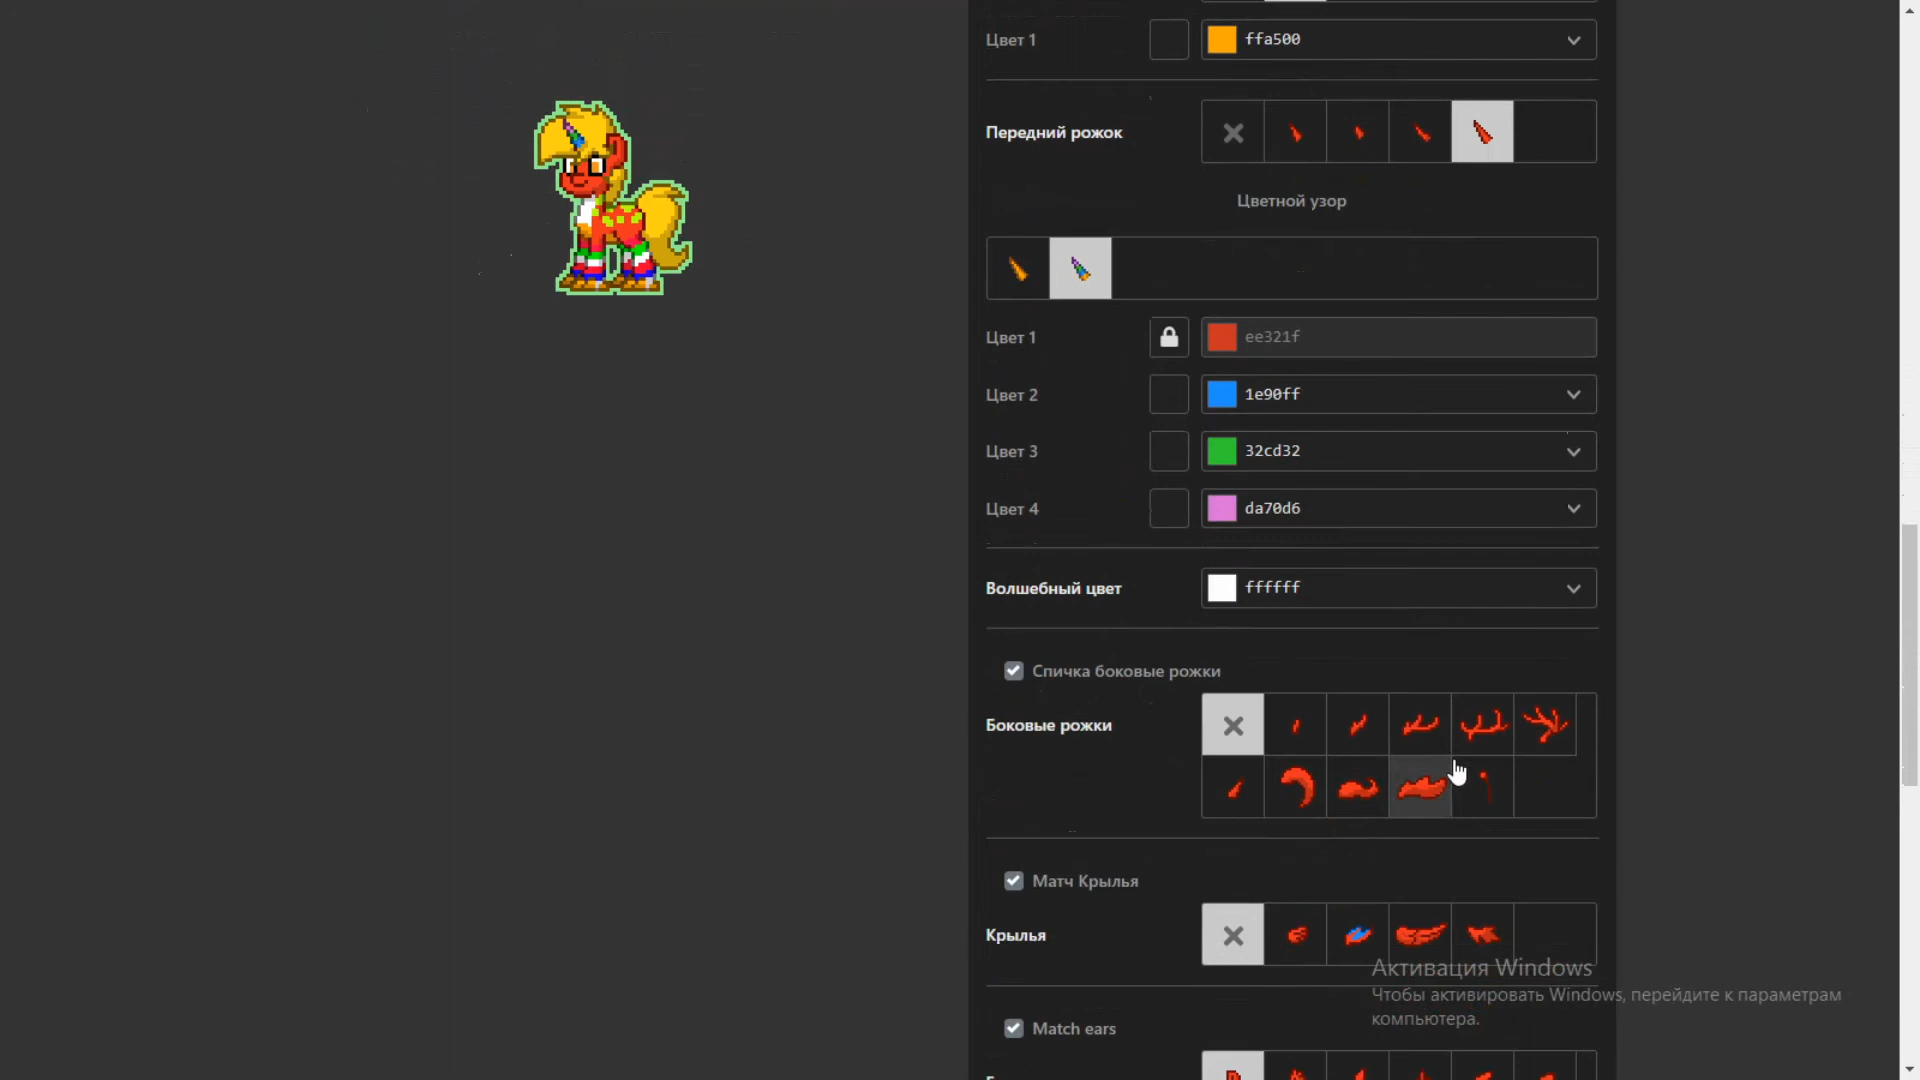 Цвет 1 ffa500
Передний рожок
Цветной узор
Цвет 1 ee321f
Цвет 2 1e90ff
Цвет 3 32cd32
Цвет 4 da70d6
Волшебный цвет ffffff
Спичка боковые рожки
Боковые рожки
Матч Крылья
Крылья
Активация Windows
Чтобы активировать Windows, перейдите к параметрам
компьютера.
Match ears